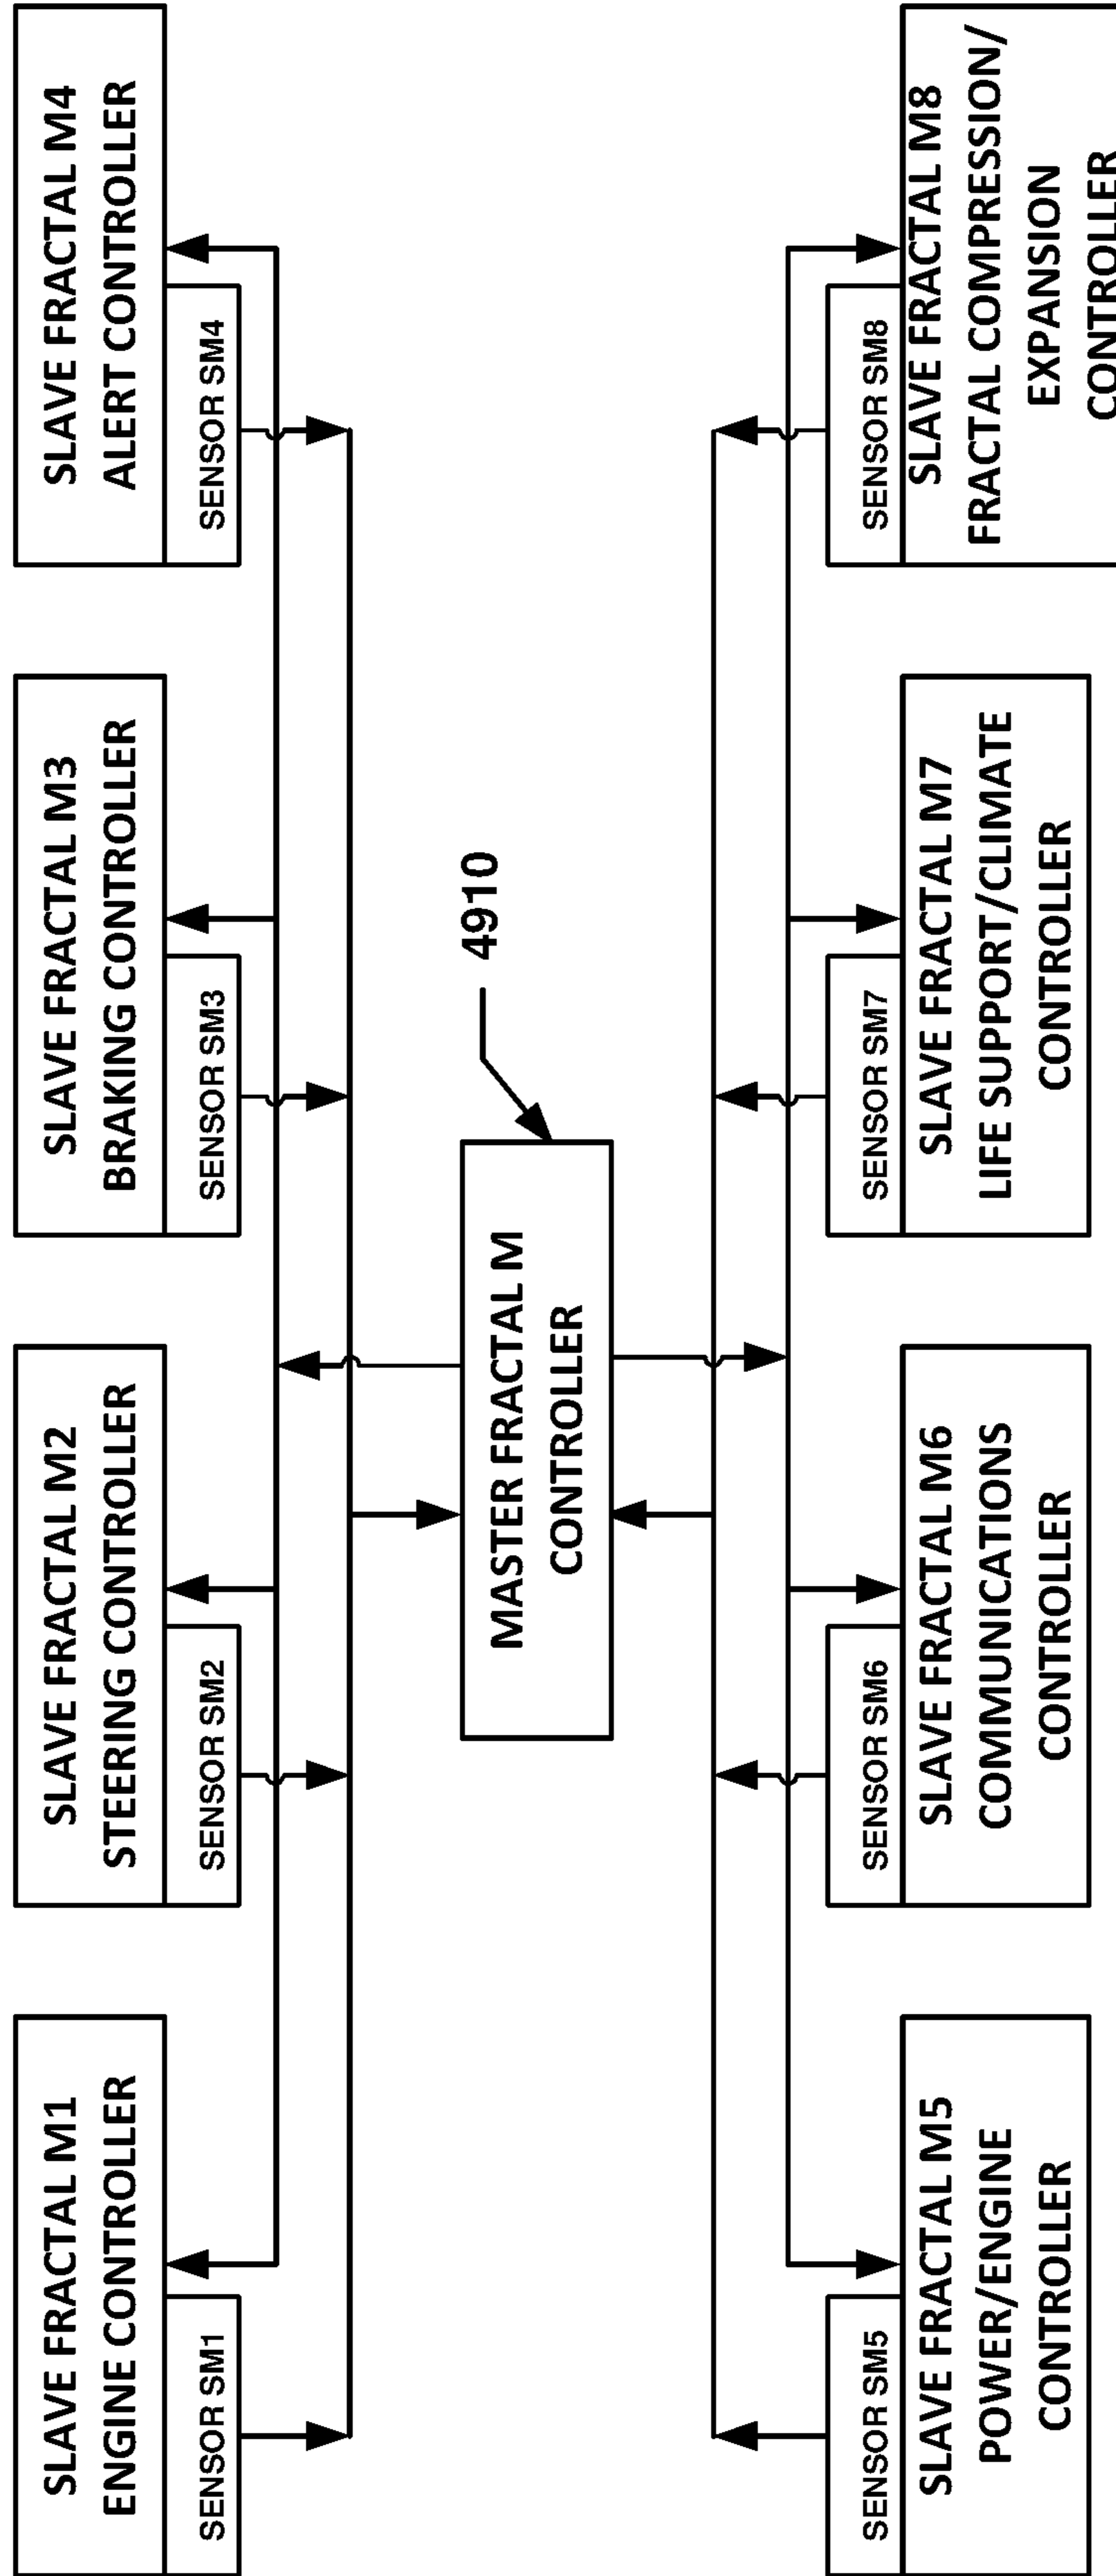 SLAVE FRACTAL M1
ENGINE CONTROLLER
SENSOR SM1
SLAVE FRACTAL M2
STEERING CONTROLLER
SENSOR SM2
SLAVE FRACTAL M3
BRAKING CONTROLLER
SENSOR SM3
SLAVE FRACTAL M4
ALERT CONTROLLER
SENSOR SM4
MASTER FRACTAL M
CONTROLLER
4910
SENSOR SM5
SLAVE FRACTAL M5
POWER/ENGINE
CONTROLLER
SENSOR SM6
SLAVE FRACTAL M6
COMMUNICATIONS
CONTROLLER
SENSOR SM7
SLAVE FRACTAL M7
LIFE SUPPORT/CLIMATE
CONTROLLER
SENSOR SM8
SLAVE FRACTAL M8
FRACTAL COMPRESSION/
EXPANSION
CONTROLLER